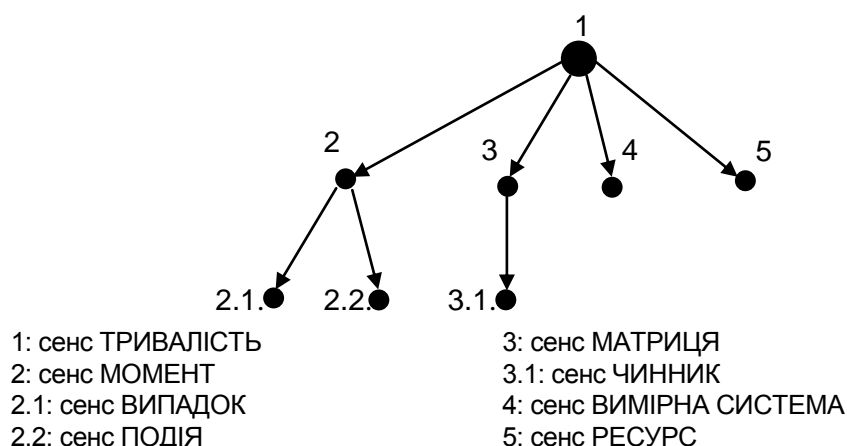 1
2
3
4
5
2.1.
2.2.
3.1.
1: сенс ТРИВАЛІСТЬ
2: сенс МОМЕНТ
2.1: сенс ВИПАДОК
2.2: сенс ПОДІЯ
3: сенс МАТРИЦЯ
3.1: сенс ЧИННИК
4: сенс ВИМІРНА СИСТЕМА
5: сенс РЕСУРС